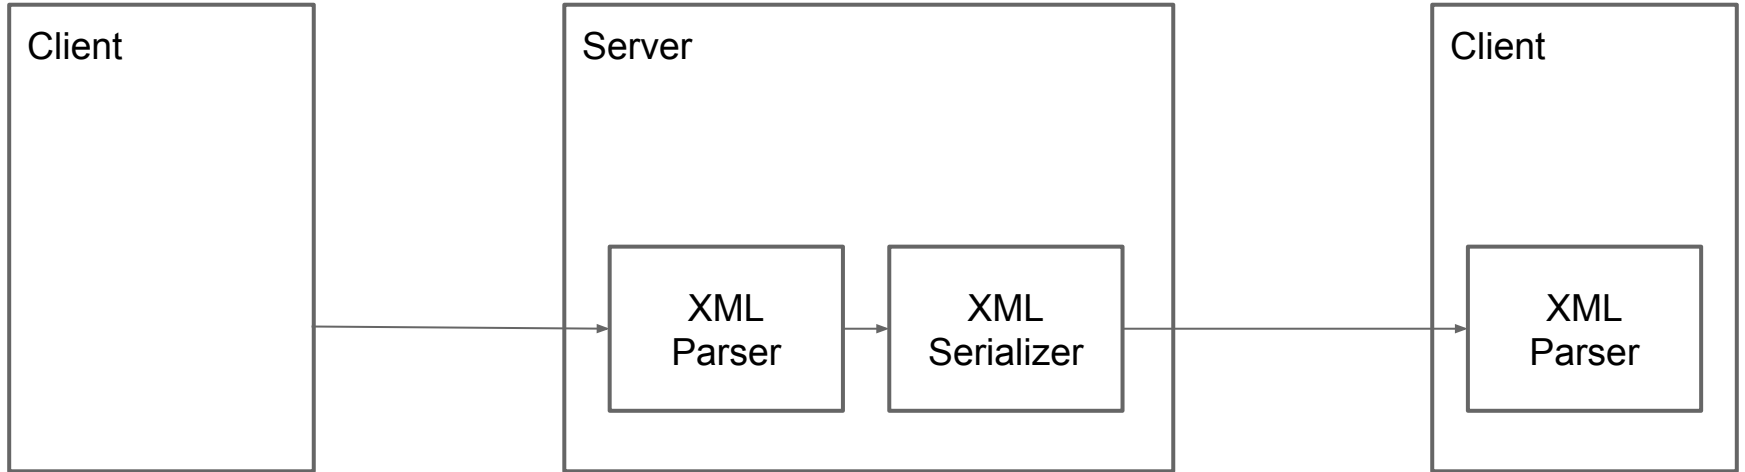 Client
Server
Client
XML
Parser
XML
Serializer
XML
Parser